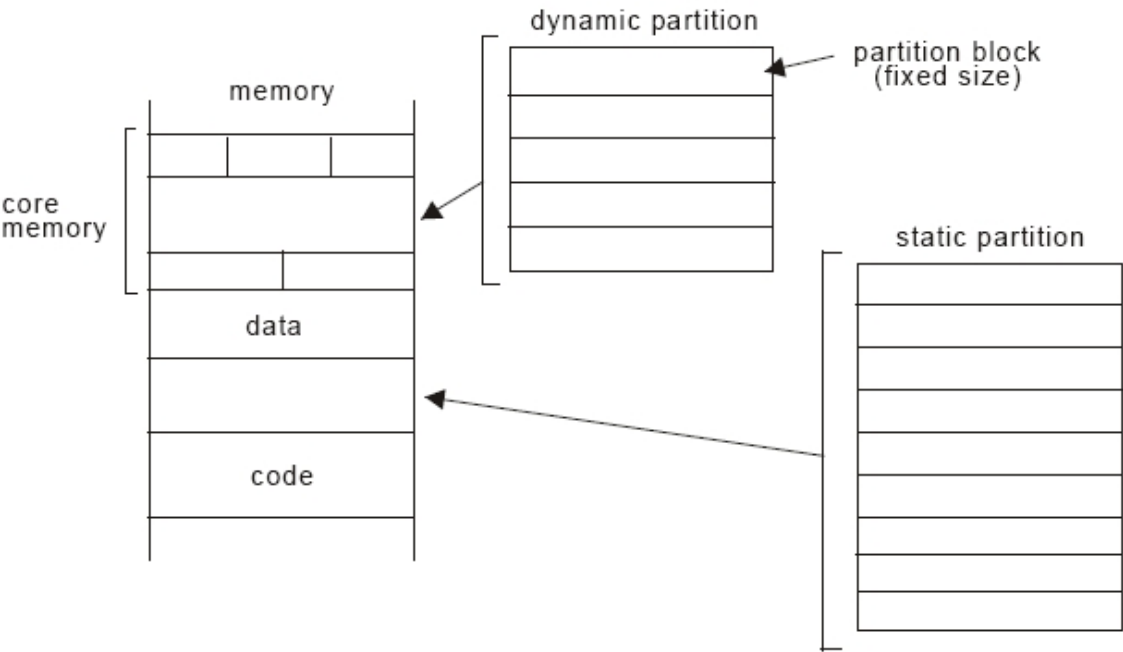 dynamic partition
partition block
(fixed size)
memory
core
memory
static partition
data
code